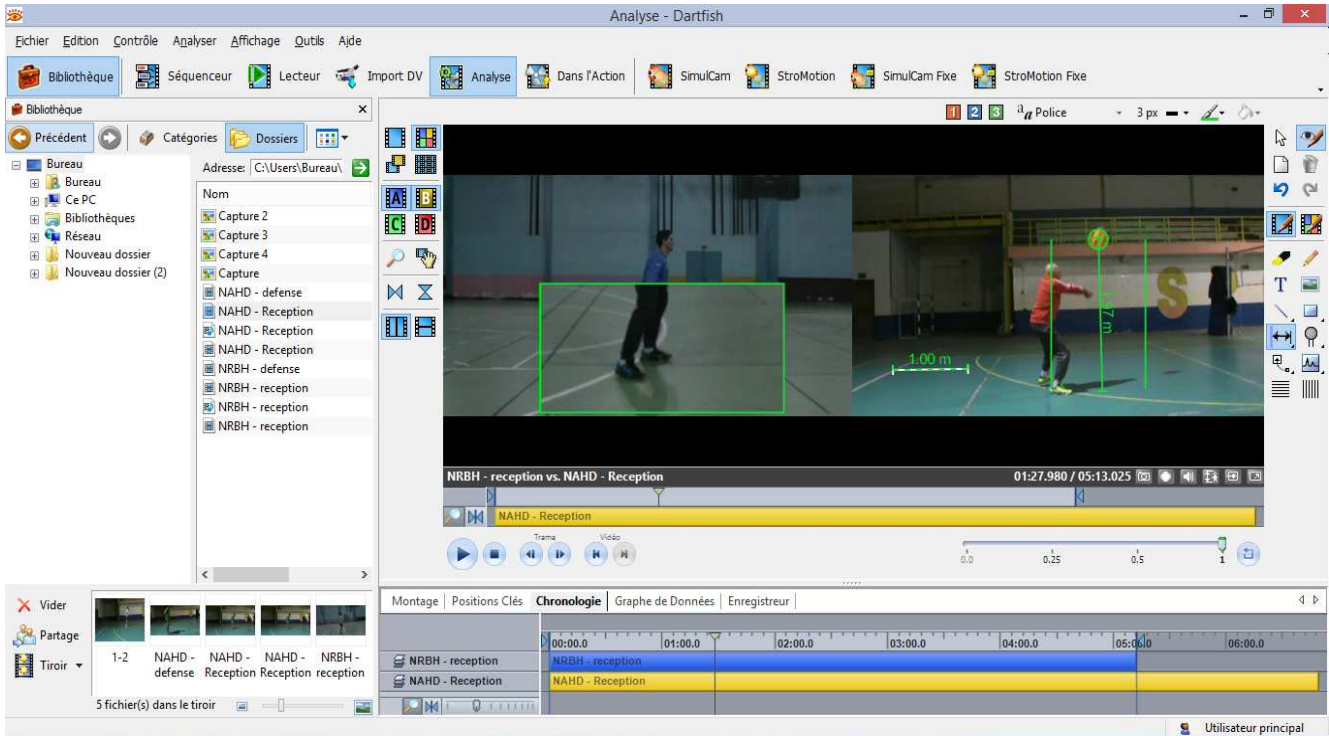 Analyse - Dartfish
Fichier Edition Contrôle Analyser Affichage Outils Aide
Bibliothèque Séquenceur Lecteur Import DV Analyse Dans l'Action SimulCam StroMotion SimulCam Fixe StroMotion Fixe
Bibliothèque
1 2 3 a a Police 3 px
Précédent Catégories Dossiers
Bureau
Bureau
Ce PC
Bibliothèques
Réseau
Nouveau dossier
Nouveau dossier (2)
Adresse: C:\Users\Bureau\
Nom
Capture 2
Capture 3
Capture 4
Capture
NAHD - defense
NAHD - Reception
NAHD - Reception
NAHD - Reception
NRBH - defense
NRBH - reception
NRBH - reception
NRBH - reception
A B
C D
T
S
1.00 m
NRBH - reception vs. NAHD - Reception 01:27.980 / 05:13.025
NAHD - Reception
Trame Vidéo
0.0 0.25 0.5 1
Vider
Partage
Tiroir
1-2
NAHD - defense
NAHD - Reception
NAHD - Reception
NRBH - reception
5 fichier(s) dans le tiroir
Montage Positions Clés Chronologie Graphe de Données Enregistreur
00:00.0 01:00.0 02:00.0 03:00.0 04:00.0 06:00.0
NRBH - reception NRBH - reception
NAHD - Reception NAHD - Reception
Utilisateur principal